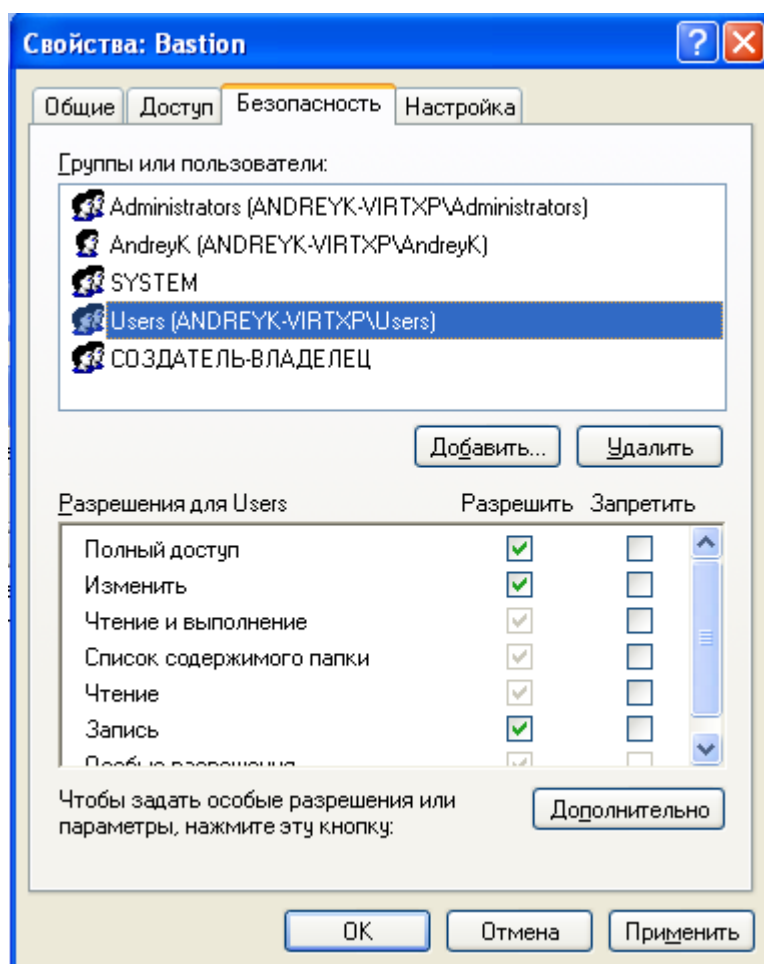 Свойства: Bastion
Общие Доступ Безопасность Настройка
Группы или пользователи:
Administrators (ANDREYK-VIRTXP\Administrators)
AndreyK (ANDREYK-VIRTXP\AndreyK)
SYSTEM
Users (ANDREYK-VIRTXP\Users)
СОЗДАТЕЛЬ-ВЛАДЕЛЕЦ
Добавить... Удалить
Разрешения для Users Разрешить Запретить
Полный доступ
Изменить
Чтение и выполнение
Список содержимого папки
Чтение
Запись
Особые разрешения
Чтобы задать особые разрешения или
параметры, нажмите эту кнопку:
Дополнительно
OK Отмена Применить